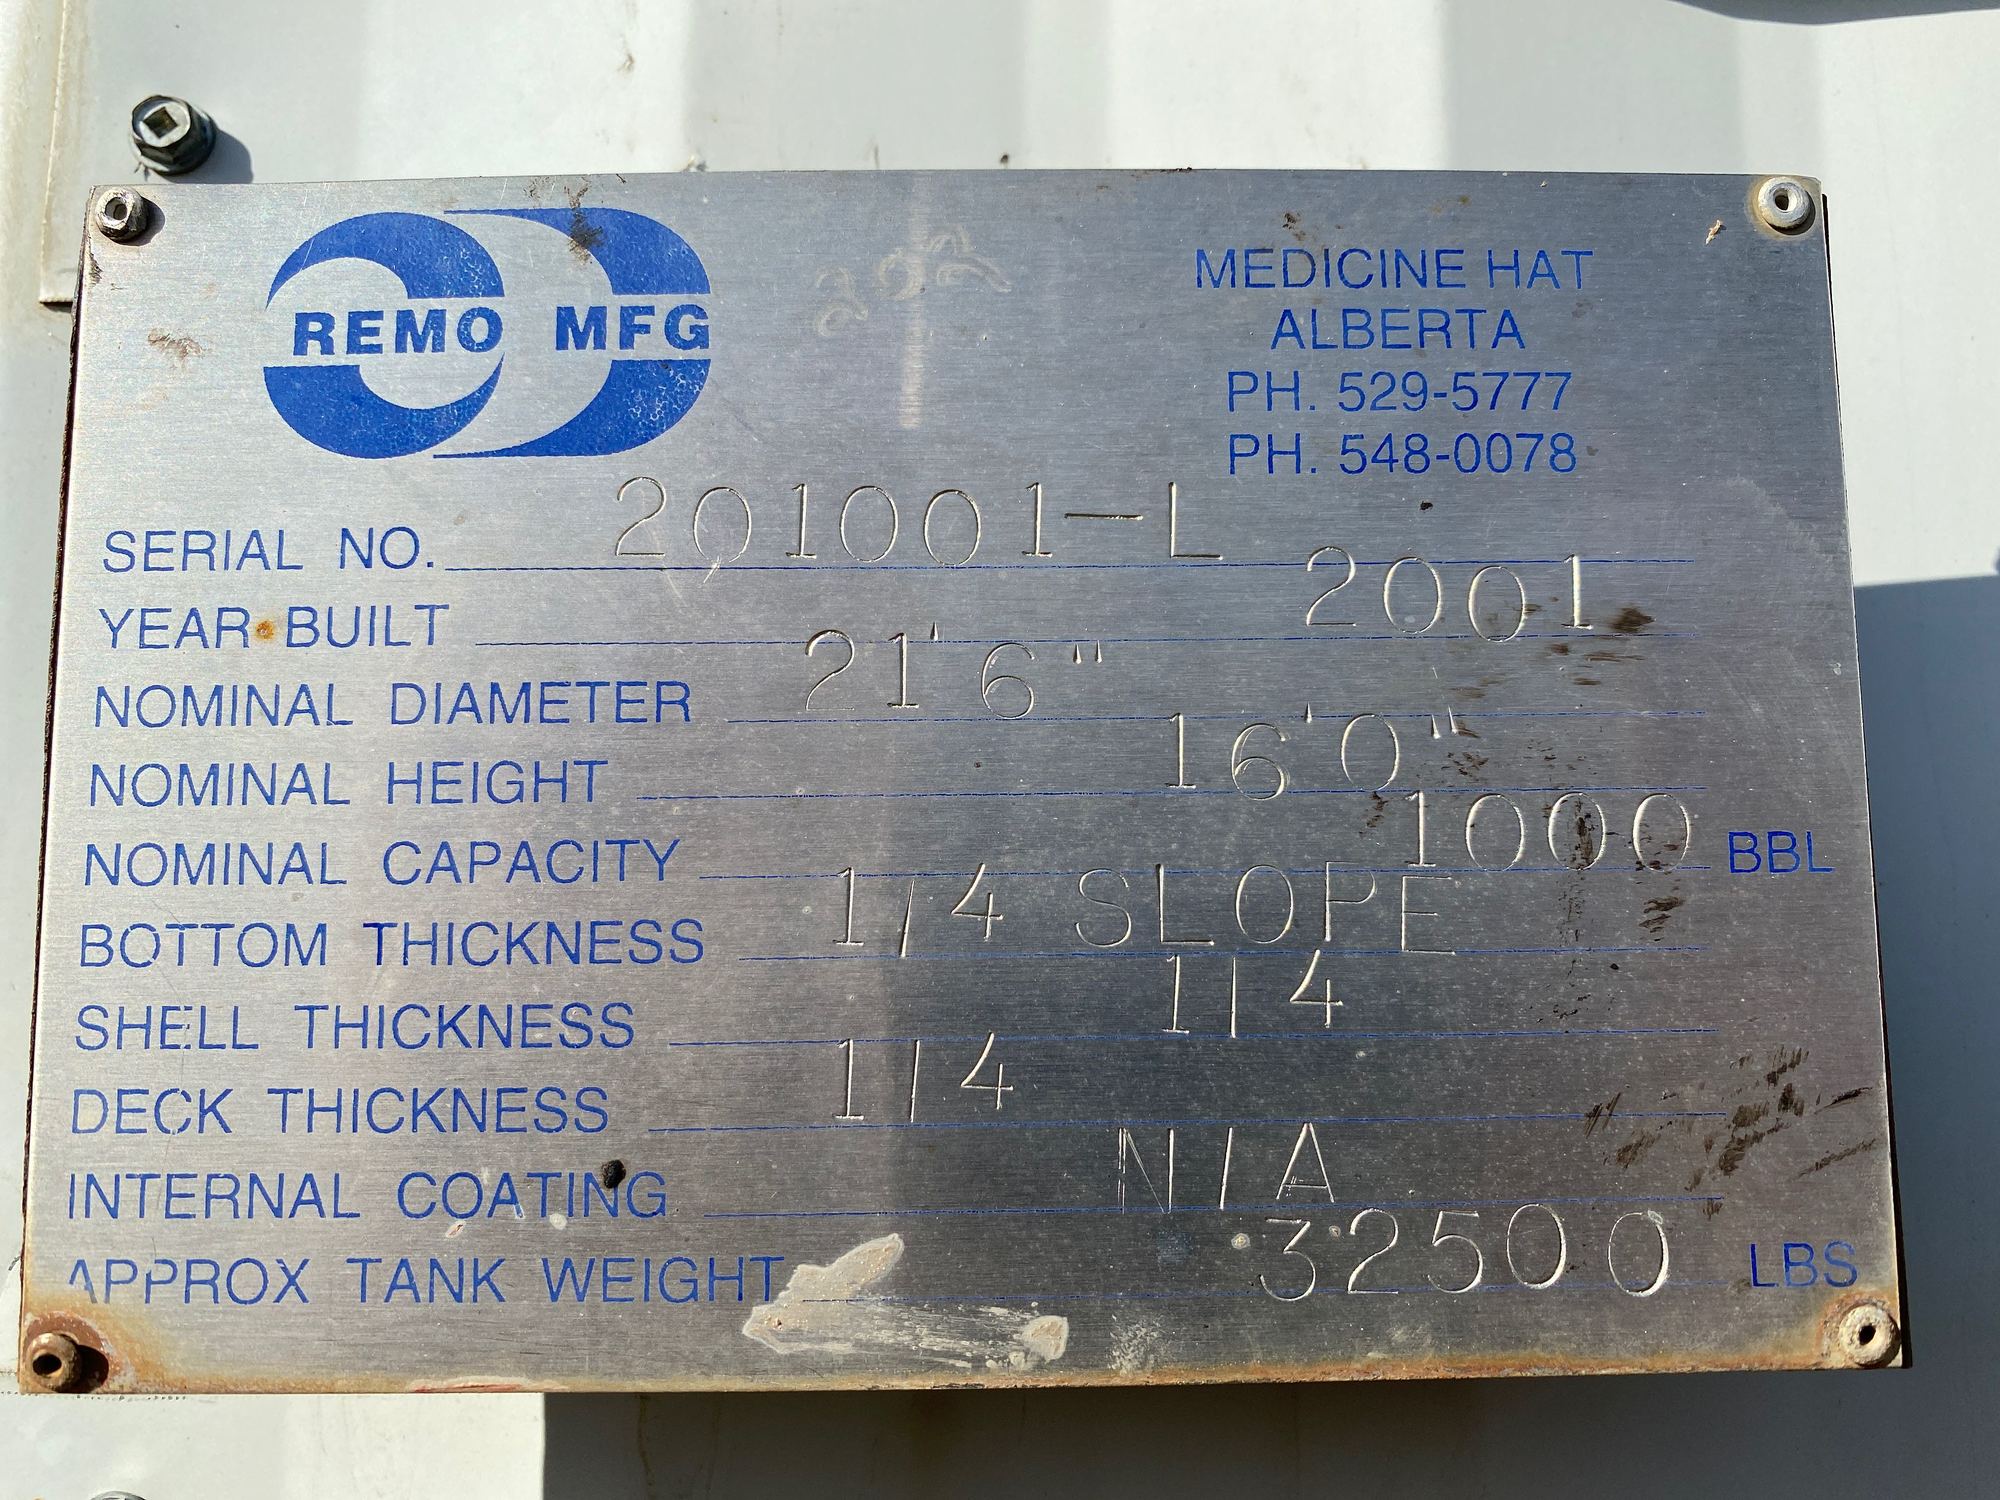 REMO MFG
MEDICINE HAT
ALBERTA
PH. 529-5777
PH. 548-0078
SERIAL NO. 201001-L
YEAR BUILT 2001
NOMINAL DIAMETER 21' 6"
NOMINAL HEIGHT 16'0"
NOMINAL CAPACITY 1000 BBL
BOTTOM THICKNESS 1/4 SLOPE
SHELL THICKNESS 1/4
DECK THICKNESS 1/4
INTERNAL COATING N/A
APPROX TANK WEIGHT 32500 LBS